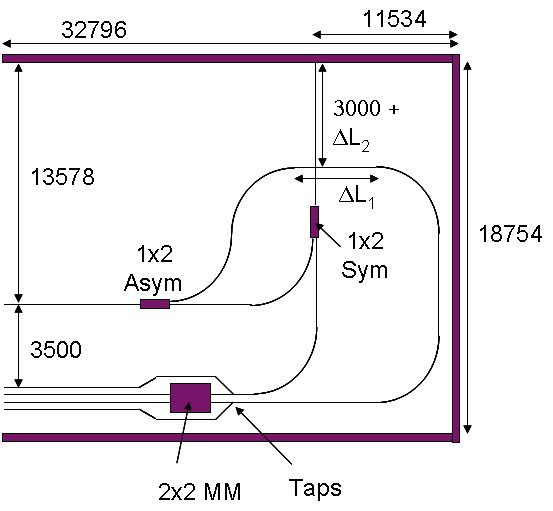 32796
11534
3000 +
ΔL₂
13578
ΔL₁
18754
1x2
Asym
1x2
Sym
3500
2x2 MM
Taps